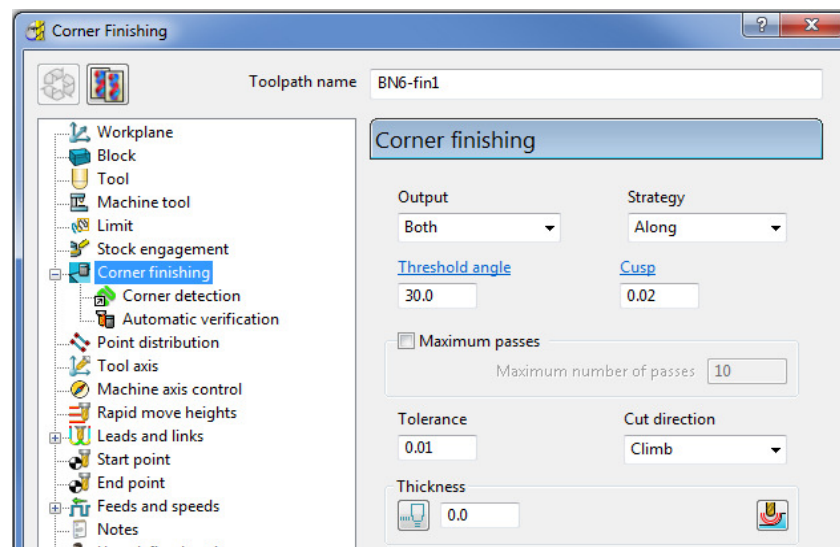 Corner Finishing
Toolpath name BN6-fin1
Workplane
Block
Tool
Machine tool
Limit
Stock engagement
Corner finishing
Corner detection
Automatic verification
Point distribution
Tool axis
Machine axis control
Rapid move heights
Leads and links
Start point
End point
Feeds and speeds
Notes
Corner finishing
Output Strategy
Both Along
Threshold angle Cusp
30.0 0.02
Maximum passes
Maximum number of passes 10
Tolerance Cut direction
0.01 Climb
Thickness
0.0